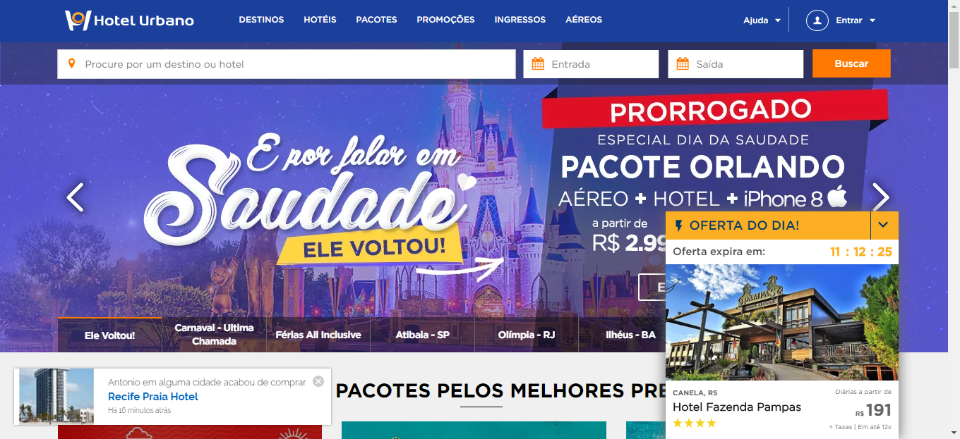 Hotel Urbano
DESTINOS HOTÉIS PACOTES PROMOÇÕES INGRESSOS AÉREOS
Ajuda Entrar
Procure por um destino ou hotel
Entrada
Saída
Buscar
E por falar em
Saudade
ELE VOLTOU!
PRORROGADO
ESPECIAL DIA DA SAUDADE
PACOTE ORLANDO
AÉREO + HOTEL + iPhone 8
a partir de
R$ 2.99
OFERTA DO DIA!
Oferta expira em: 11 : 12 : 25
CANELA, RS
Hotel Fazenda Pampas
Diárias a partir de
R$ 191
+ Taxas | Em até 12x
Ele Voltou!
Carnaval - Ultima
Chamada
Férias All Inclusive
Atibaia - SP
Olímpia - RJ
Ilhéus - BA
Antonio em alguma cidade acabou de comprar
Recife Praia Hotel
Há 16 minutos atrás
PACOTES PELOS MELHORES PRE